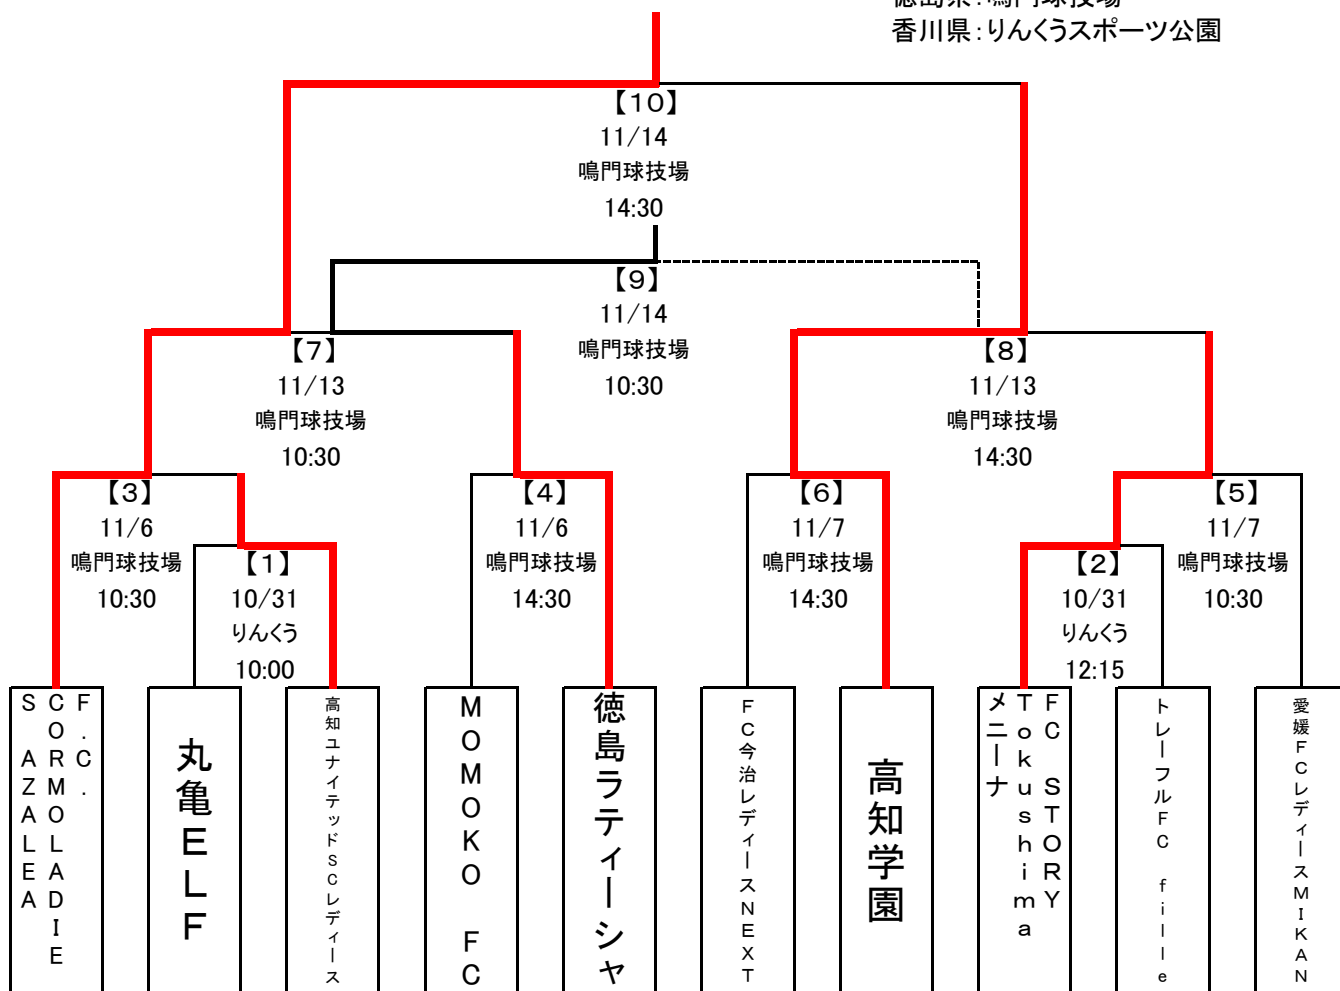 徳島県:鳴門球技場
香川県:りんくうスポーツ公園
【10】
11/14
鳴門球技場
14:30
【9】
11/14
鳴門球技場
10:30
【7】
11/13
鳴門球技場
10:30
【8】
11/13
鳴門球技場
14:30
【3】
11/6
鳴門球技場
10:30
【4】
11/6
鳴門球技場
14:30
【6】
11/7
鳴門球技場
14:30
【5】
11/7
鳴門球技場
10:30
【1】
10/31
りんくう
10:00
【2】
10/31
りんくう
12:15
F.C.
CORMOLADIE
S AZALEA
丸亀ELF
高知ユナイテッドSCレディース
MOMOKO FC
徳島ラティーシャ
FC今治レディースNEXT
高知学園
FC STORY
Tokushima
メニーナ
トレーフルFC fille
愛媛FCレディースMIKAN